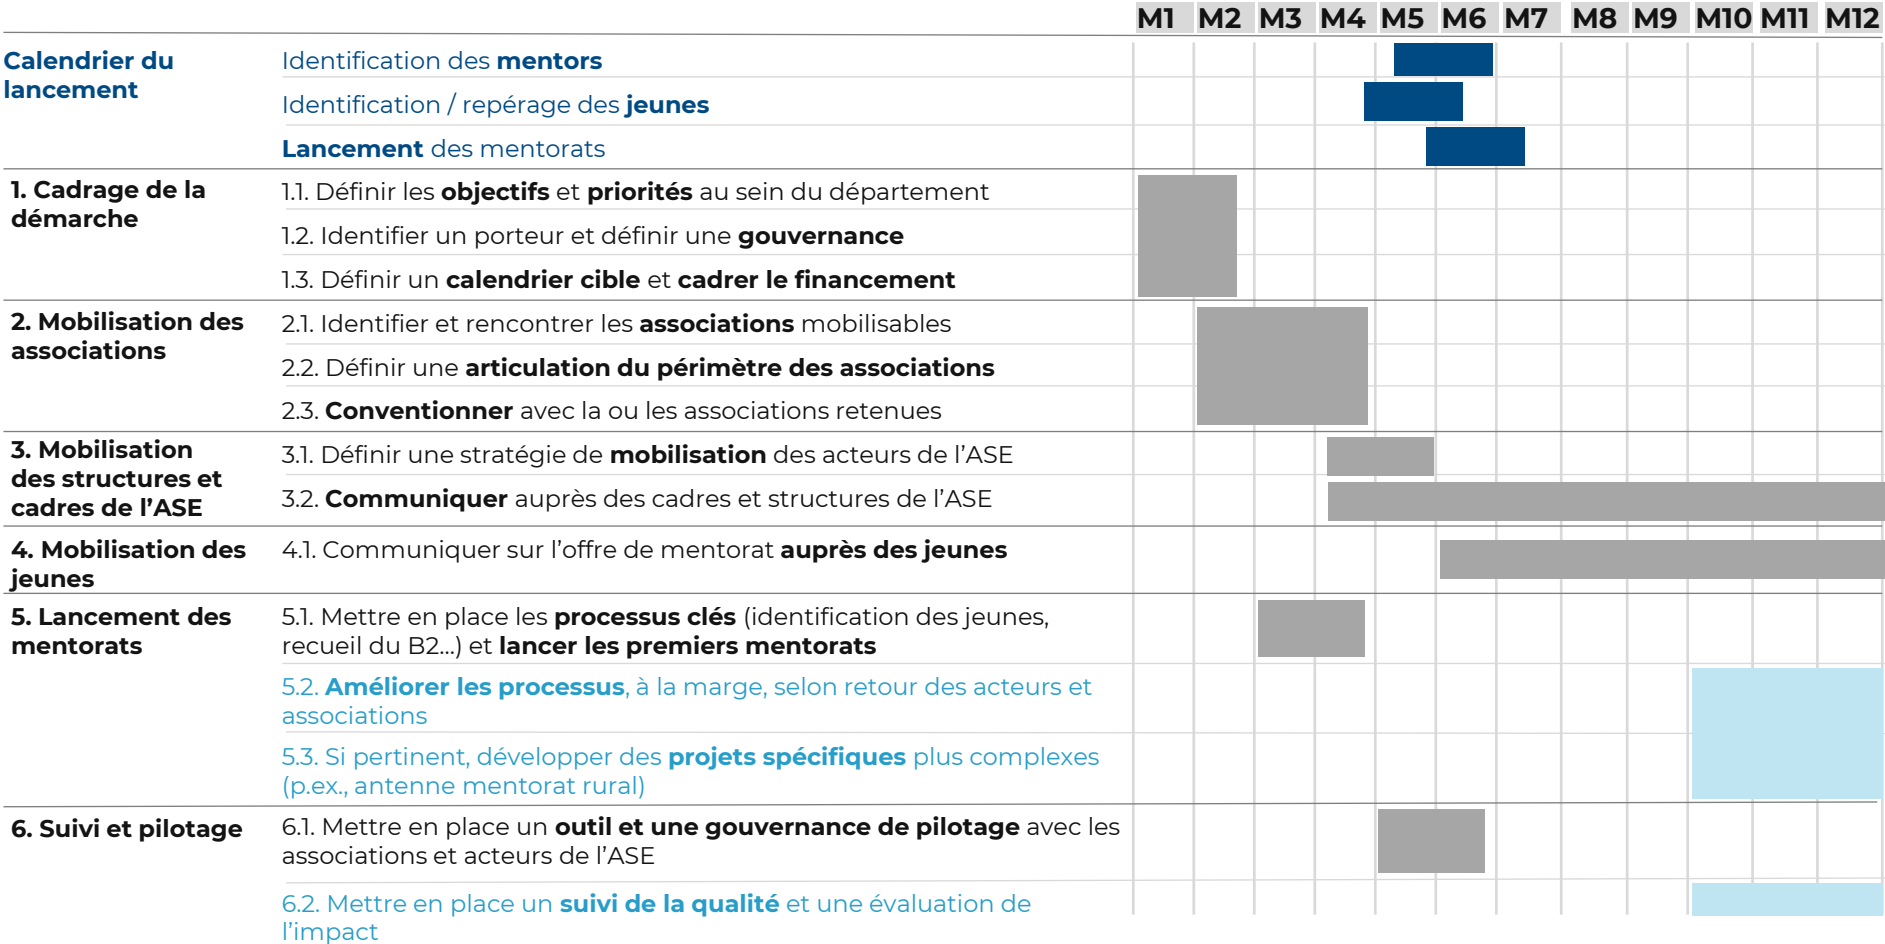 M1 M2 M3 M4 M5 M6 M7 M8 M9 M10 M11 M12
Calendrier du
lancement
Identification des mentors
Identification / repérage des jeunes
Lancement des mentorats
1. Cadrage de la
démarche
1.1. Définir les objectifs et priorités au sein du département
1.2. Identifier un porteur et définir une gouvernance
1.3. Définir un calendrier cible et cadrer le financement
2. Mobilisation des
associations
2.1. Identifier et rencontrer les associations mobilisables
2.2. Définir une articulation du périmètre des associations
2.3. Conventionner avec la ou les associations retenues
3. Mobilisation
des structures et
cadres de l’ASE
3.1. Définir une stratégie de mobilisation des acteurs de l’ASE
3.2. Communiquer auprès des cadres et structures de l’ASE
4. Mobilisation des
jeunes
4.1. Communiquer sur l’offre de mentorat auprès des jeunes
5. Lancement des
mentorats
5.1. Mettre en place les processus clés (identification des jeunes,
recueil du B2…) et lancer les premiers mentorats
5.2. Améliorer les processus, à la marge, selon retour des acteurs et
associations
5.3. Si pertinent, développer des projets spécifiques plus complexes
(p.ex., antenne mentorat rural)
6. Suivi et pilotage
6.1. Mettre en place un outil et une gouvernance de pilotage avec les
associations et acteurs de l’ASE
6.2. Mettre en place un suivi de la qualité et une évaluation de
l’impact